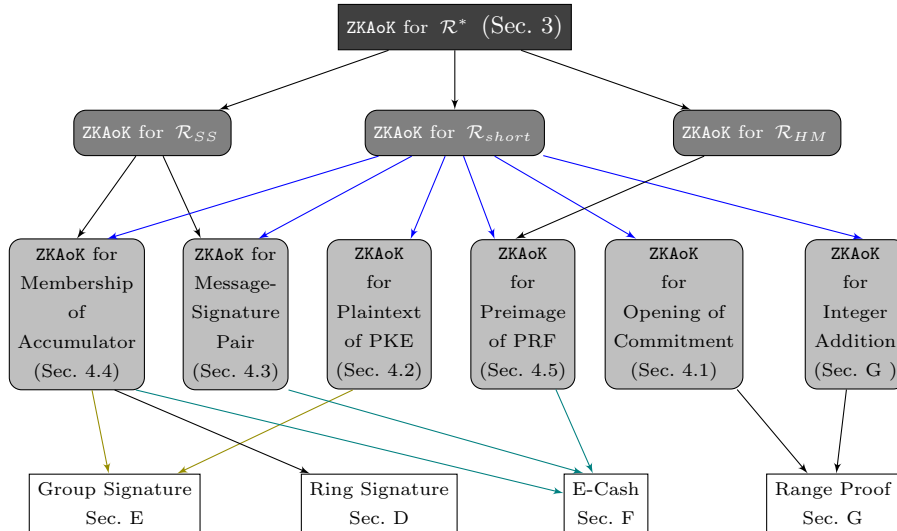 ZKAoK for R* (Sec. 3)
ZKAoK for R_SS
ZKAoK for R_short
ZKAoK for R_HM
ZKAoK for
Membership
of
Accumulator
(Sec. 4.4)
ZKAoK for
Message-
Signature
Pair
(Sec. 4.3)
ZKAoK
for
Plaintext
of PKE
(Sec. 4.2)
ZKAoK
for
Preimage
of PRF
(Sec. 4.5)
ZKAoK
for
Opening of
Commitment
(Sec. 4.1)
ZKAoK
for
Integer
Addition
(Sec. G )
Group Signature
Sec. E
Ring Signature
Sec. D
E-Cash
Sec. F
Range Proof
Sec. G